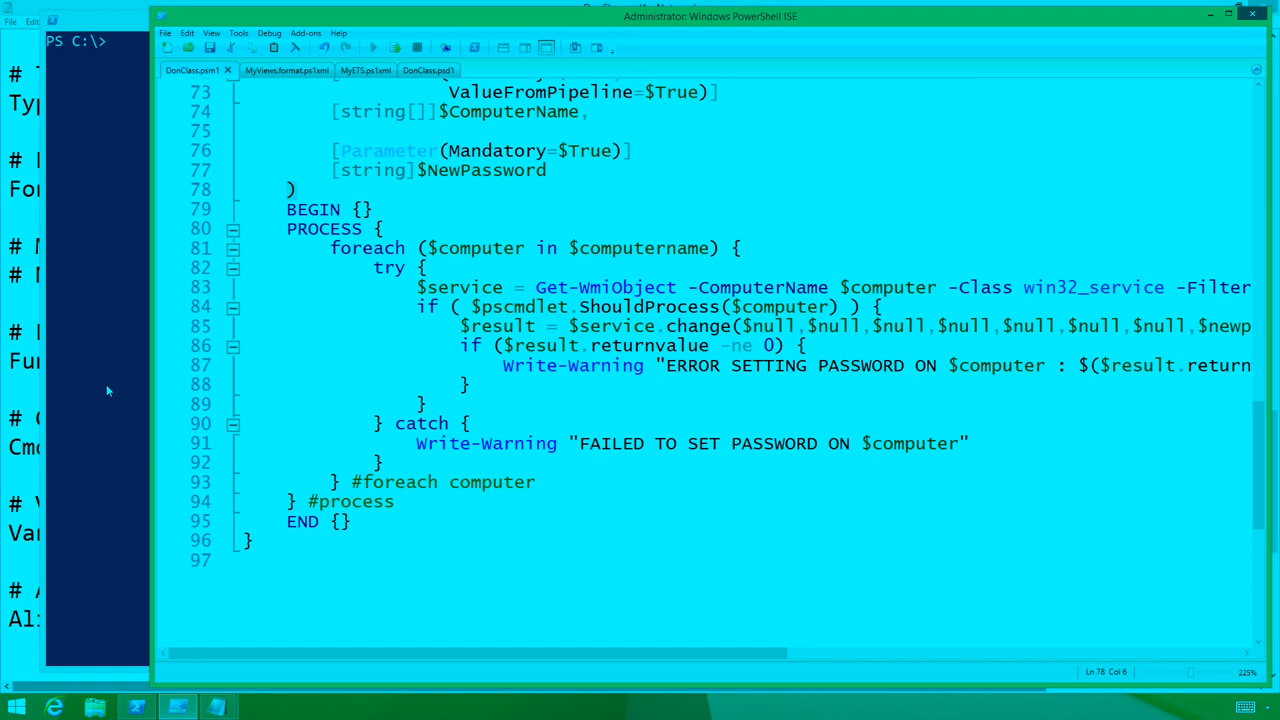 Administrator: Windows PowerShell ISE
File Edit
File Edit View Tools Debug Add-ons Help
PS C:\>
DonClass.psm1 MyViews.format.ps1xml MyETS.ps1xml DonClass.psd1
73 ValueFromPipeline=$True)]
74 [string[]]$ComputerName,
75
76 [Parameter(Mandatory=$True)]
77 [string]$NewPassword
78 )
79 BEGIN {}
80 PROCESS {
81 foreach ($computer in $computername) {
82 try {
83 $service = Get-WmiObject -ComputerName $computer -Class win32_service -Filter
84 if ( $pscmdlet.ShouldProcess($computer) ) {
85 $result = $service.change($null,$null,$null,$null,$null,$null,$null,$newp
86 if ($result.returnvalue -ne 0) {
87 Write-Warning "ERROR SETTING PASSWORD ON $computer : $($result.return
88 }
89 }
90 } catch {
91 Write-Warning "FAILED TO SET PASSWORD ON $computer"
92 }
93 } #foreach computer
94 } #process
95 END {}
96 }
97
Ln 78 Col 6 225%